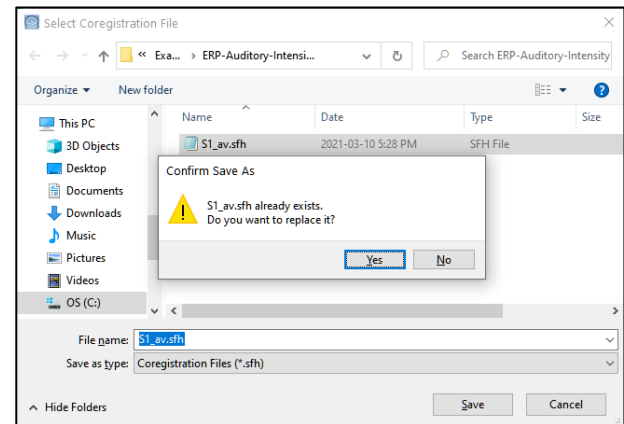 Select Coregistration File
« Exa... › ERP-Auditory-Intensi...
Search ERP-Auditory-Intensity
Organize
New folder
Name Date Type Size
This PC
3D Objects
Desktop
Documents
Downloads
Music
Pictures
Videos
OS (C:)
S1_av.sfh 2021-03-10 5:28 PM SFH File
Confirm Save As
S1_av.sfh already exists.
Do you want to replace it?
Yes No
File name: S1_av.sfh
Save as type: Coregistration Files (*.sfh)
Hide Folders
Save Cancel